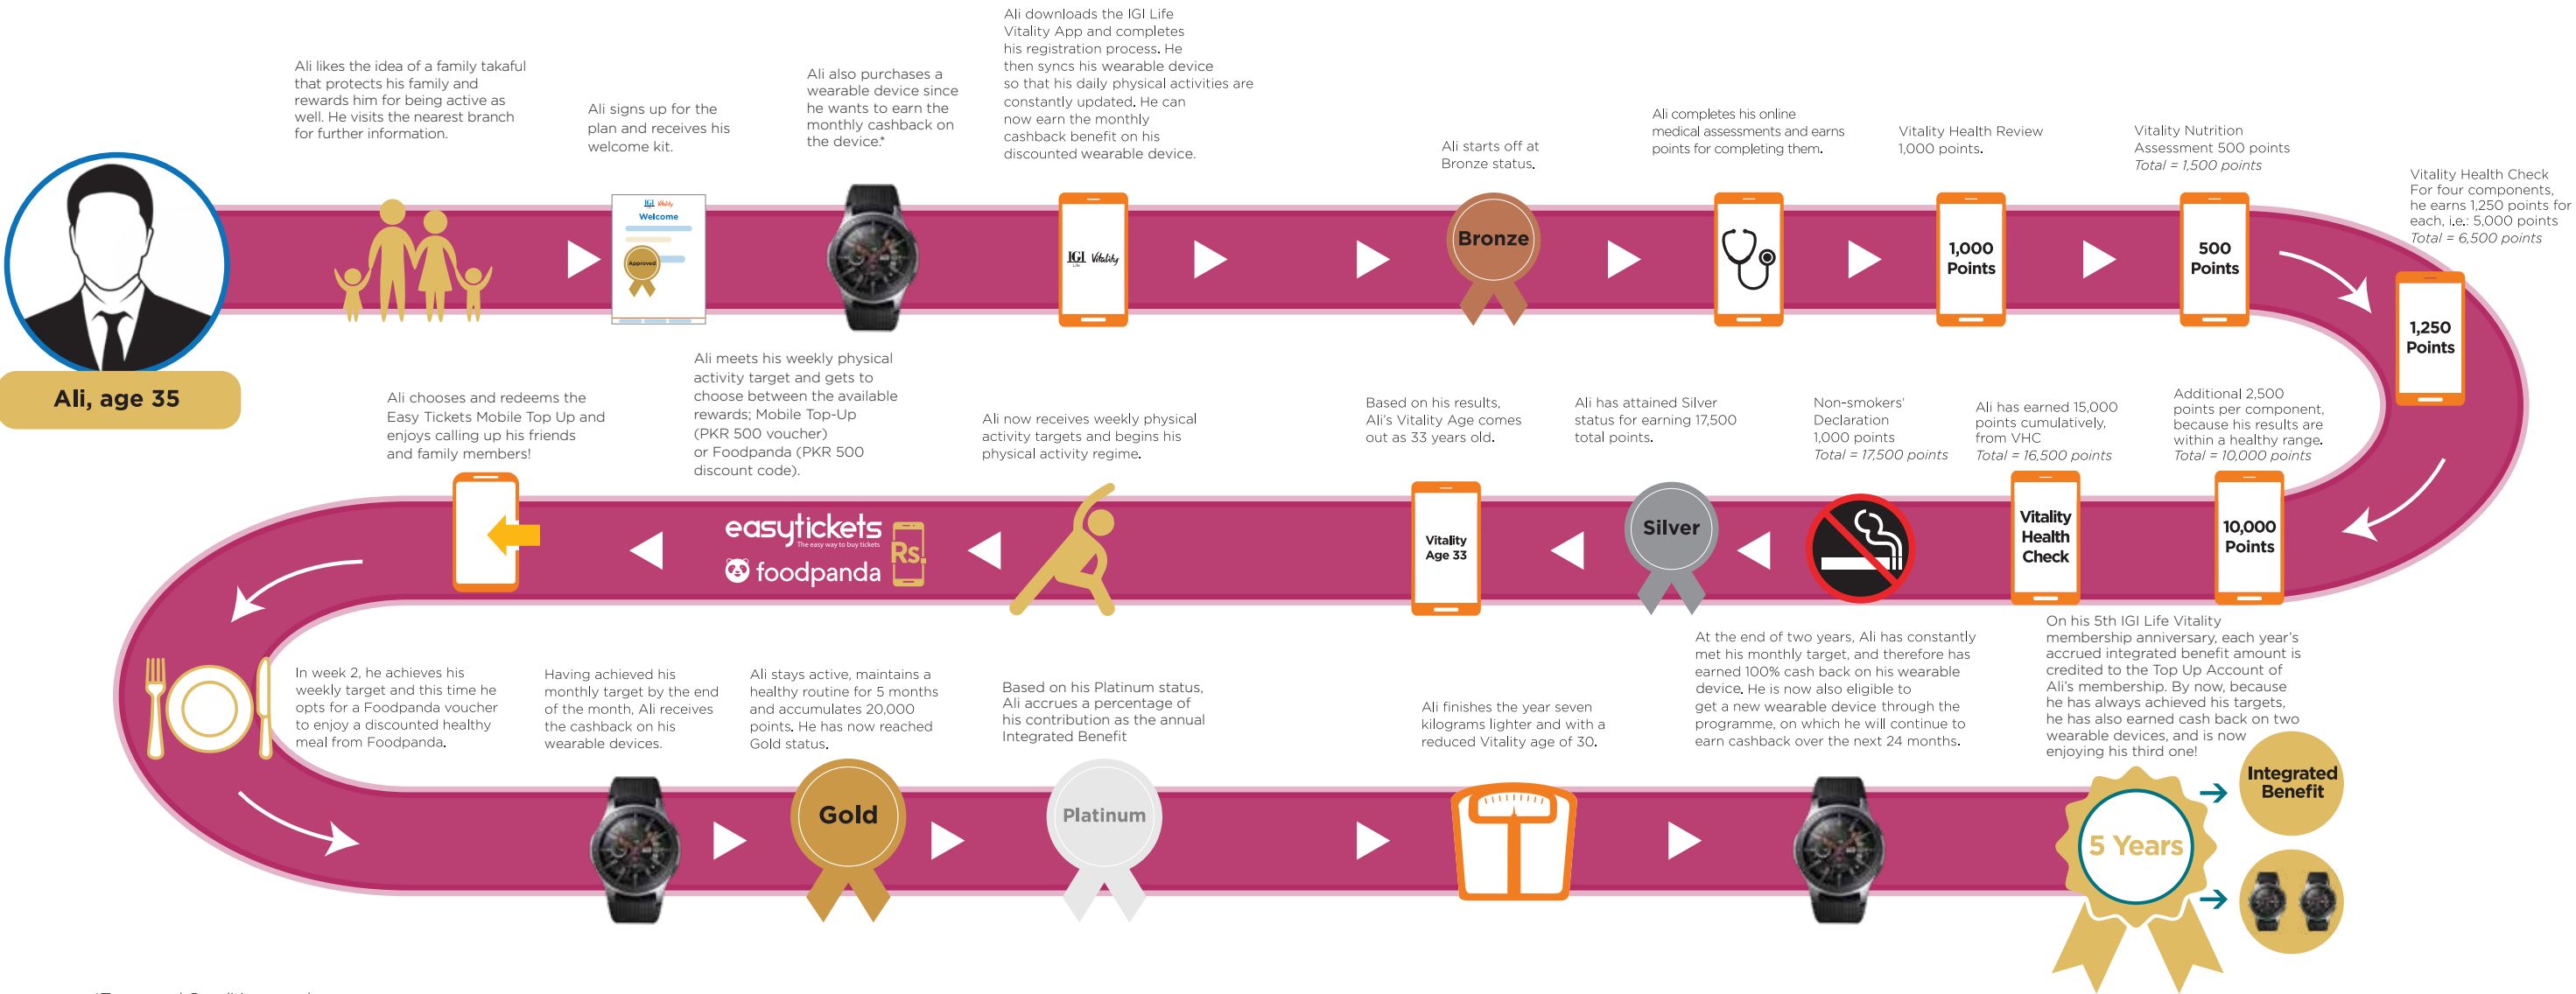 Ali likes the idea of a family takaful
that protects his family and
rewards him for being active as
well. He visits the nearest branch
for further information.
Ali signs up for the
plan and receives his
welcome kit.
Ali also purchases a
wearable device since
he wants to earn the
monthly cashback on
the device.*
Ali downloads the IGI Life
Vitality App and completes
his registration process. He
then syncs his wearable device
so that his daily physical activities are
constantly updated. He can
now earn the monthly
cashback benefit on his
discounted wearable device.
Ali starts off at
Bronze status.
Ali completes his online
medical assessments and earns
points for completing them.
Vitality Health Review
1,000 points.
Vitality Nutrition
Assessment 500 points
Total = 1,500 points
Vitality Health Check
For four components,
he earns 1,250 points for
each, i.e.: 5,000 points
Total = 6,500 points
IGI Vitality
Welcome
Approved
IGI Vitality
LIFE
Bronze
1,000
Points
500
Points
1,250
Points
Ali, age 35
Additional 2,500
points per component,
because his results are
within a healthy range.
Total = 10,000 points
Ali has earned 15,000
points cumulatively,
from VHC
Total = 16,500 points
Non-smokers'
Declaration
1,000 points
Total = 17,500 points
Ali has attained Silver
status for earning 17,500
total points.
Based on his results,
Ali's Vitality Age comes
out as 33 years old.
Ali now receives weekly physical
activity targets and begins his
physical activity regime.
Ali meets his weekly physical
activity target and gets to
choose between the available
rewards; Mobile Top-Up
(PKR 500 voucher)
or Foodpanda (PKR 500
discount code).
Ali chooses and redeems the
Easy Tickets Mobile Top Up and
enjoys calling up his friends
and family members!
10,000
Points
Vitality
Health
Check
Silver
Vitality
Age 33
easytickets
The easy way to buy tickets
foodpanda
Rs.
In week 2, he achieves his
weekly target and this time he
opts for a Foodpanda voucher
to enjoy a discounted healthy
meal from Foodpanda.
Having achieved his
monthly target by the end
of the month, Ali receives
the cashback on his
wearable devices.
Ali stays active, maintains a
healthy routine for 5 months
and accumulates 20,000
points. He has now reached
Gold status.
Based on his Platinum status,
Ali accrues a percentage of
his contribution as the annual
Integrated Benefit
Ali finishes the year seven
kilograms lighter and with a
reduced Vitality age of 30.
At the end of two years, Ali has constantly
met his monthly target, and therefore has
earned 100% cash back on his wearable
device. He is now also eligible to
get a new wearable device through the
programme, on which he will continue to
earn cashback over the next 24 months.
On his 5th IGI Life Vitality
membership anniversary, each year's
accrued integrated benefit amount is
credited to the Top Up Account of
Ali's membership. By now, because
he has always achieved his targets,
he has also earned cash back on two
wearable devices, and is now
enjoying his third one!
Gold
Platinum
5 Years
Integrated
Benefit